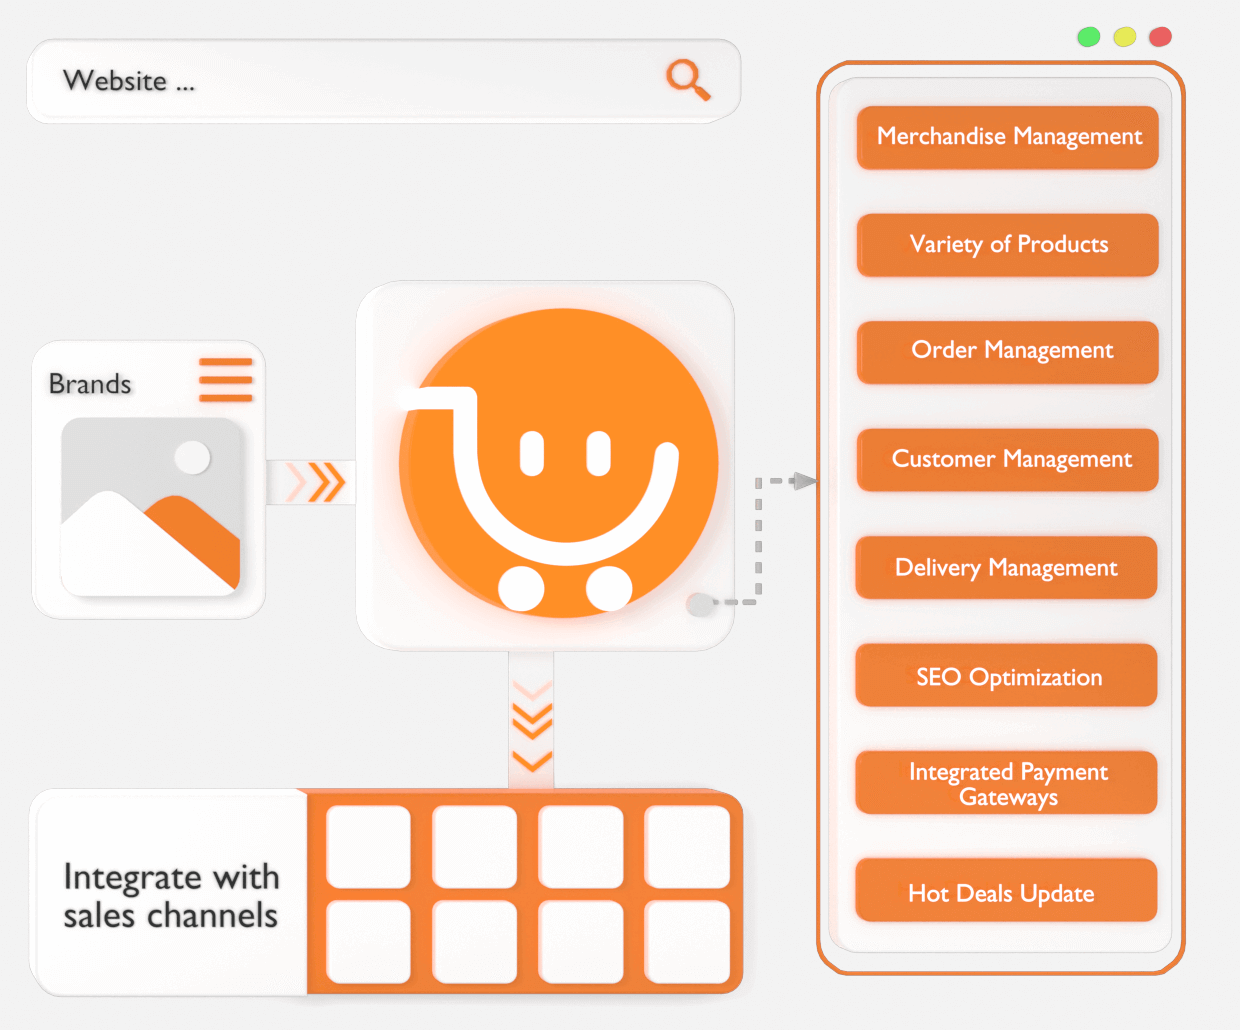 Website ...
Brands
Integrate with
sales channels
Merchandise Management
Variety of Products
Order Management
Customer Management
Delivery Management
SEO Optimization
Integrated Payment
Gateways
Hot Deals Update